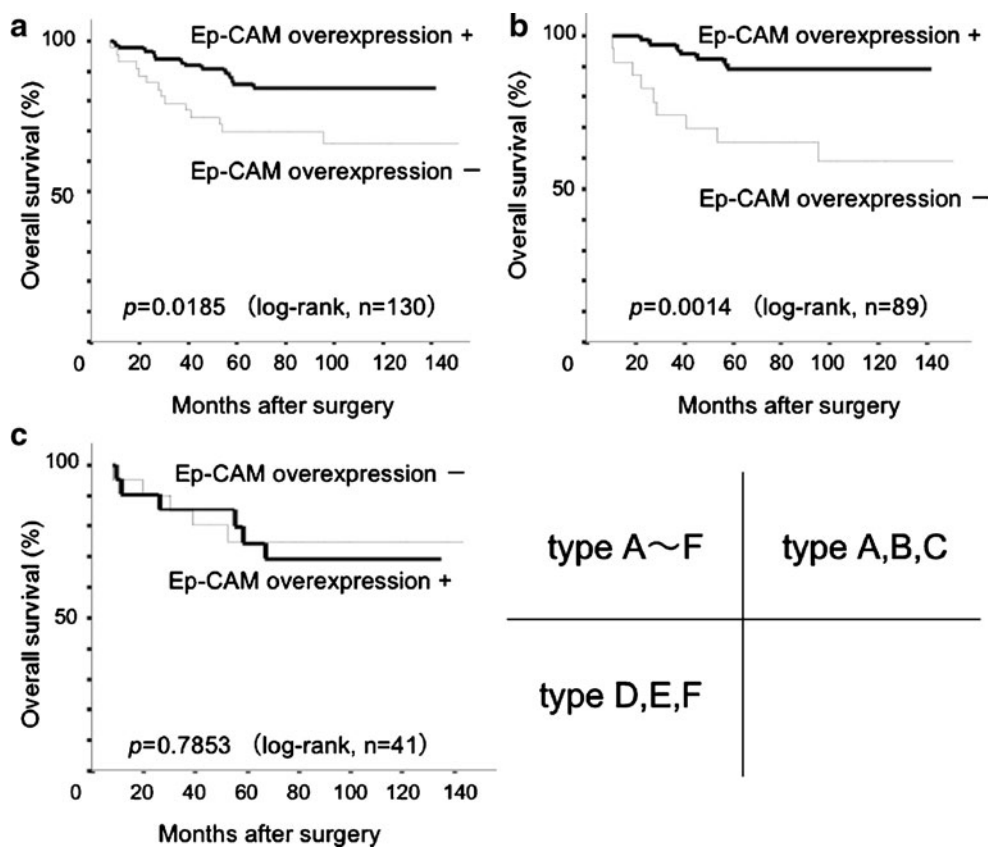 a
100
Ep-CAM overexpression +
Ep-CAM overexpression −
50
Overall survival (%)
p=0.0185 (log-rank, n=130)
0 20 40 60 80 100 120 140
Months after surgery
b
100
Ep-CAM overexpression +
50
Ep-CAM overexpression −
Overall survival (%)
p=0.0014 (log-rank, n=89)
0 20 40 60 80 100 120 140
Months after surgery
c
100
Ep-CAM overexpression −
Ep-CAM overexpression +
50
Overall survival (%)
p=0.7853 (log-rank, n=41)
0 20 40 60 80 100 120 140
Months after surgery
type A～F
type A,B,C
type D,E,F